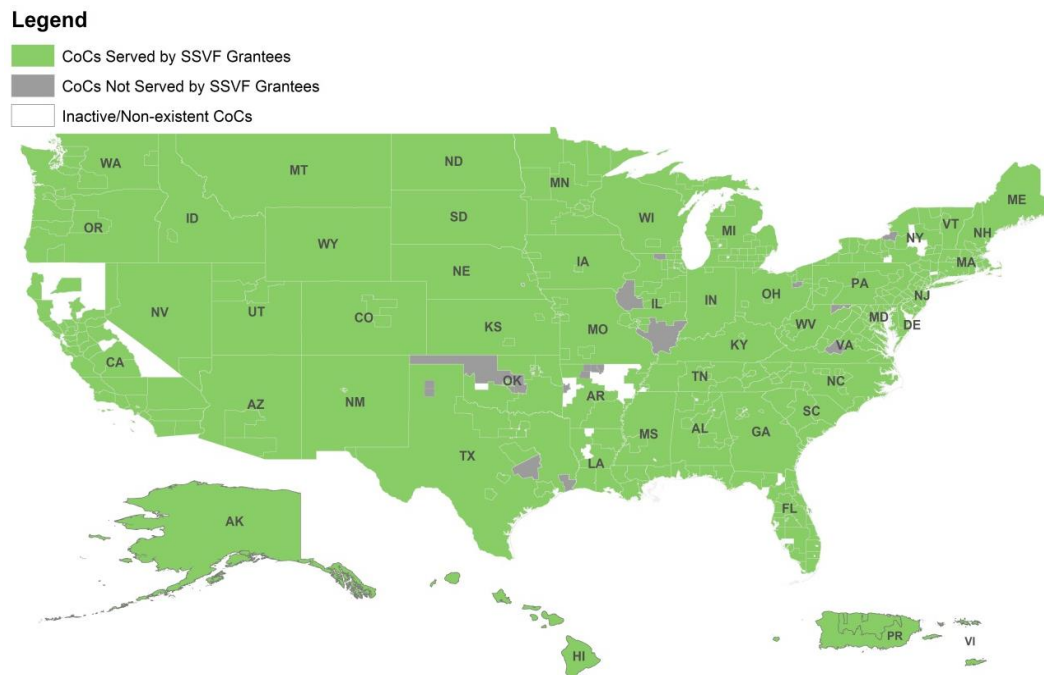 Legend
CoCs Served by SSVF Grantees
CoCs Not Served by SSVF Grantees
Inactive/Non-existent CoCs
WA
MT
ND
MN
ME
OR
ID
SD
WI
MI
NY
VT
NH
WY
IA
MA
NE
PA
NV
UT
CO
IL
IN
OH
NJ
KS
MO
WV
MD
DE
CA
KY
VA
AZ
NM
OK
AR
TN
NC
SC
TX
LA
MS
AL
GA
FL
AK
HI
PR
VI